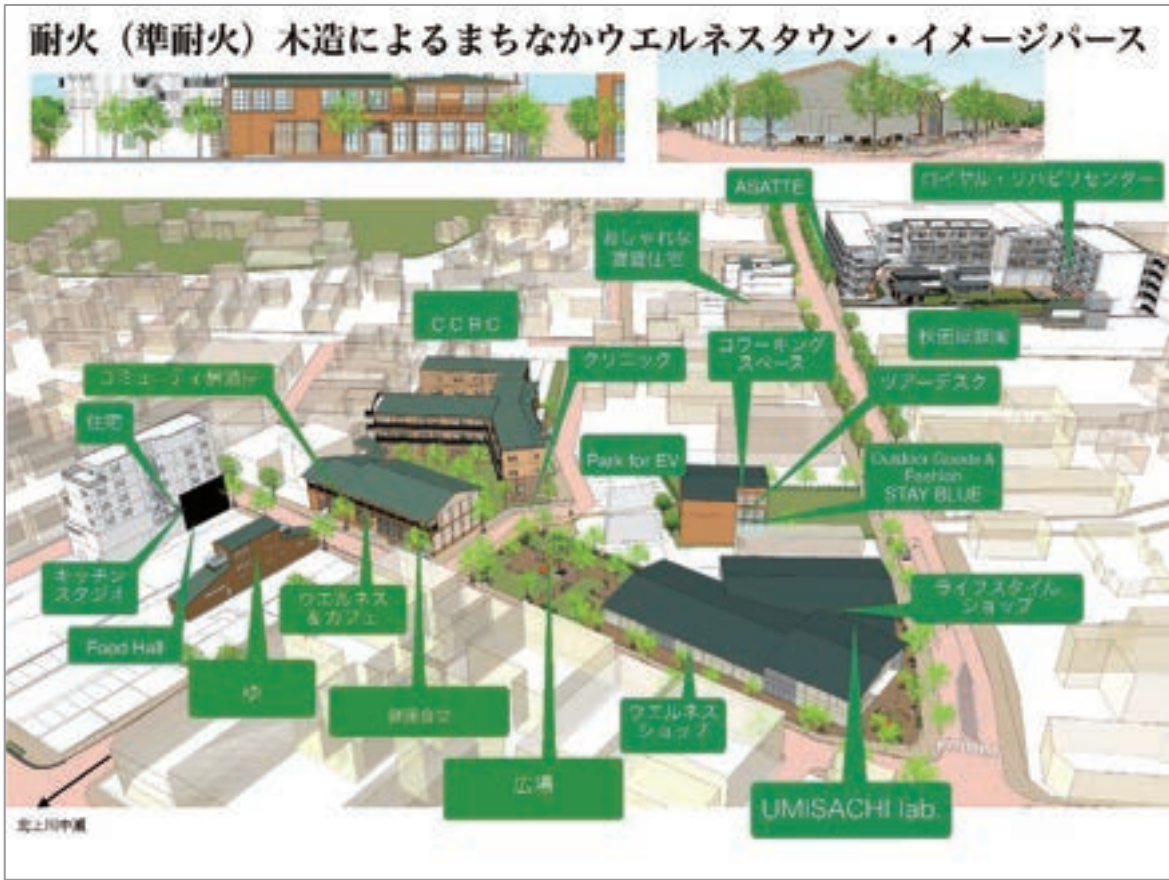 耐火（準耐火）木造によるまちなかウエルネスタウン・イメージパース
ASATTE
ロイヤル・リハビリセンター
おしゃれな
賃貸住宅
CCRC
クリニック
コワーキング
スペース
ツアーデスク
コミュニティ
住宅
Park for EV
Outdoor Goods &
Fashion
STAY BLUE
キッチン
スタジオ
ウエルネス
&カフェ
ライフスタイル
ショップ
Food Hall
ゆ
ウエルネス
ショップ
広場
UMISACHI lab.
北上川中瀬